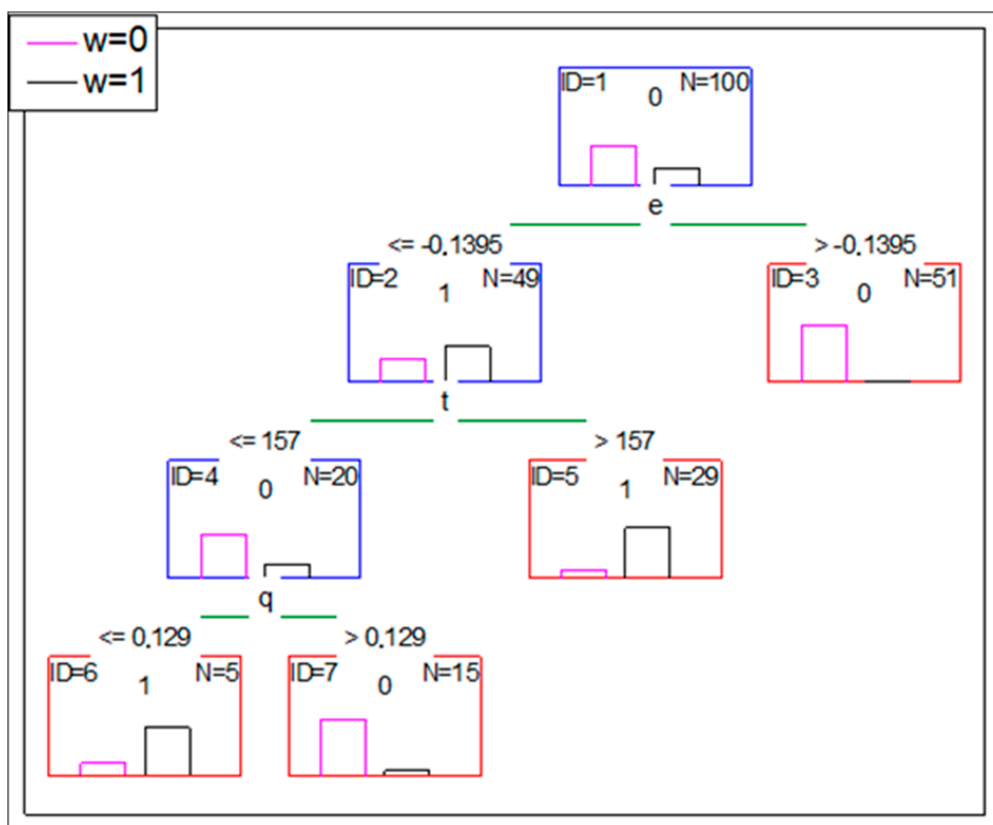 w=0
w=1
ID=1 0 N=100
e
<= -0.1395 > -0.1395
ID=2 1 N=49 ID=3 0 N=51
t
<= 157 > 157
ID=4 0 N=20 ID=5 1 N=29
q
<= 0.129 > 0.129
ID=6 1 N=5 ID=7 0 N=15